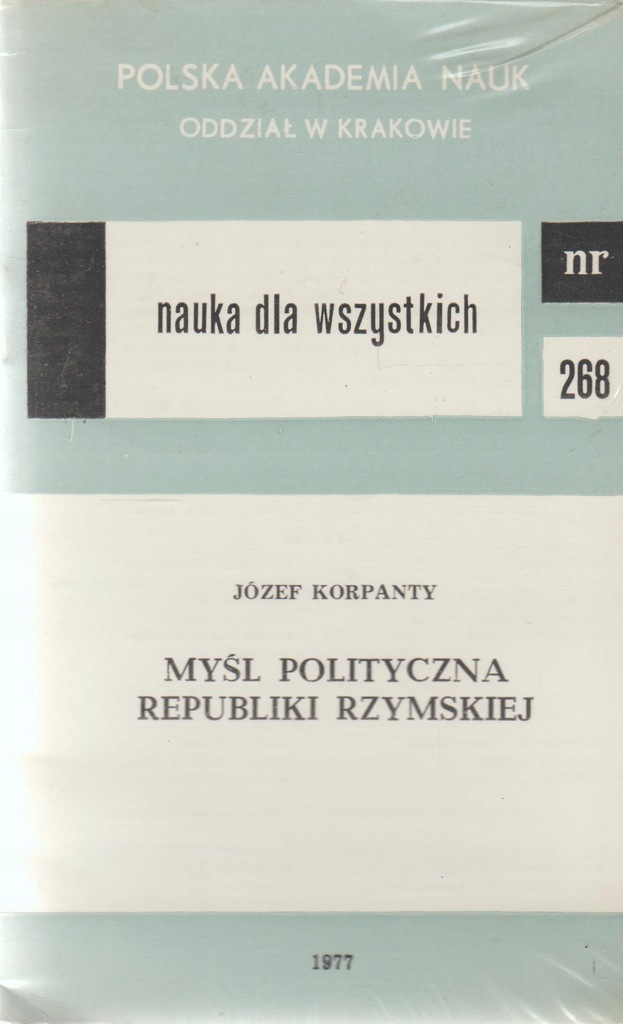 POLSKA AKADEMIA NAUK
ODDZIAŁ W KRAKOWIE
nr
nauka dla wszystkich
268
JÓZEF KORPANTY
MYŚL POLITYCZNA
REPUBLIKI RZYMSKIEJ
1977